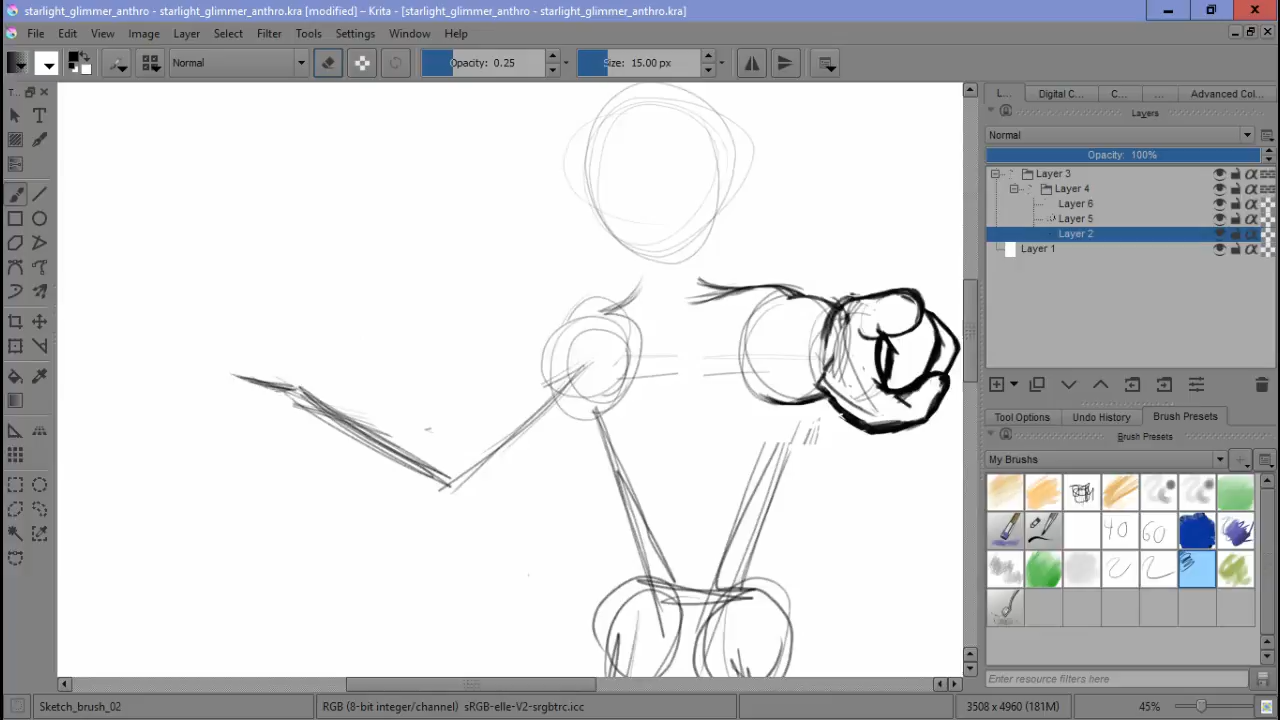 starlight_glimmer_anthro - starlight_glimmer_anthro.kra [modified] – Krita - [starlight_glimmer_anthro - starlight_glimmer_anthro.kra]
File Edit View Image Layer Select Filter Tools Settings Window Help
Normal Opacity: 0.25 Size: 15.00 px
T... L... Digital C... C... ... Advanced Col...
Layers
Normal
Opacity: 100%
Layer 3
Layer 4
Layer 6
Layer 5
Layer 2
Layer 1
Tool Options Undo History Brush Presets
Brush Presets
My Brushes
40 60
Enter resource filters here
Sketch_brush_02 RGB (8-bit integer/channel) sRGB-elle-V2-srgbtrc.icc 3508 x 4960 (181M) 45%